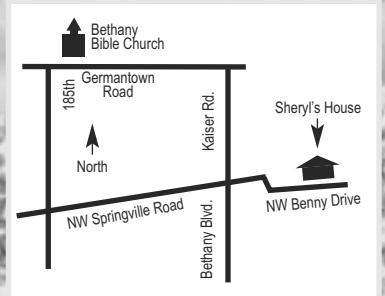 Bethany
Bible Church
Germantown
Road
185th
Kaiser Rd.
Sheryl's House
North
NW Springville Road
NW Benny Drive
Bethany Blvd.